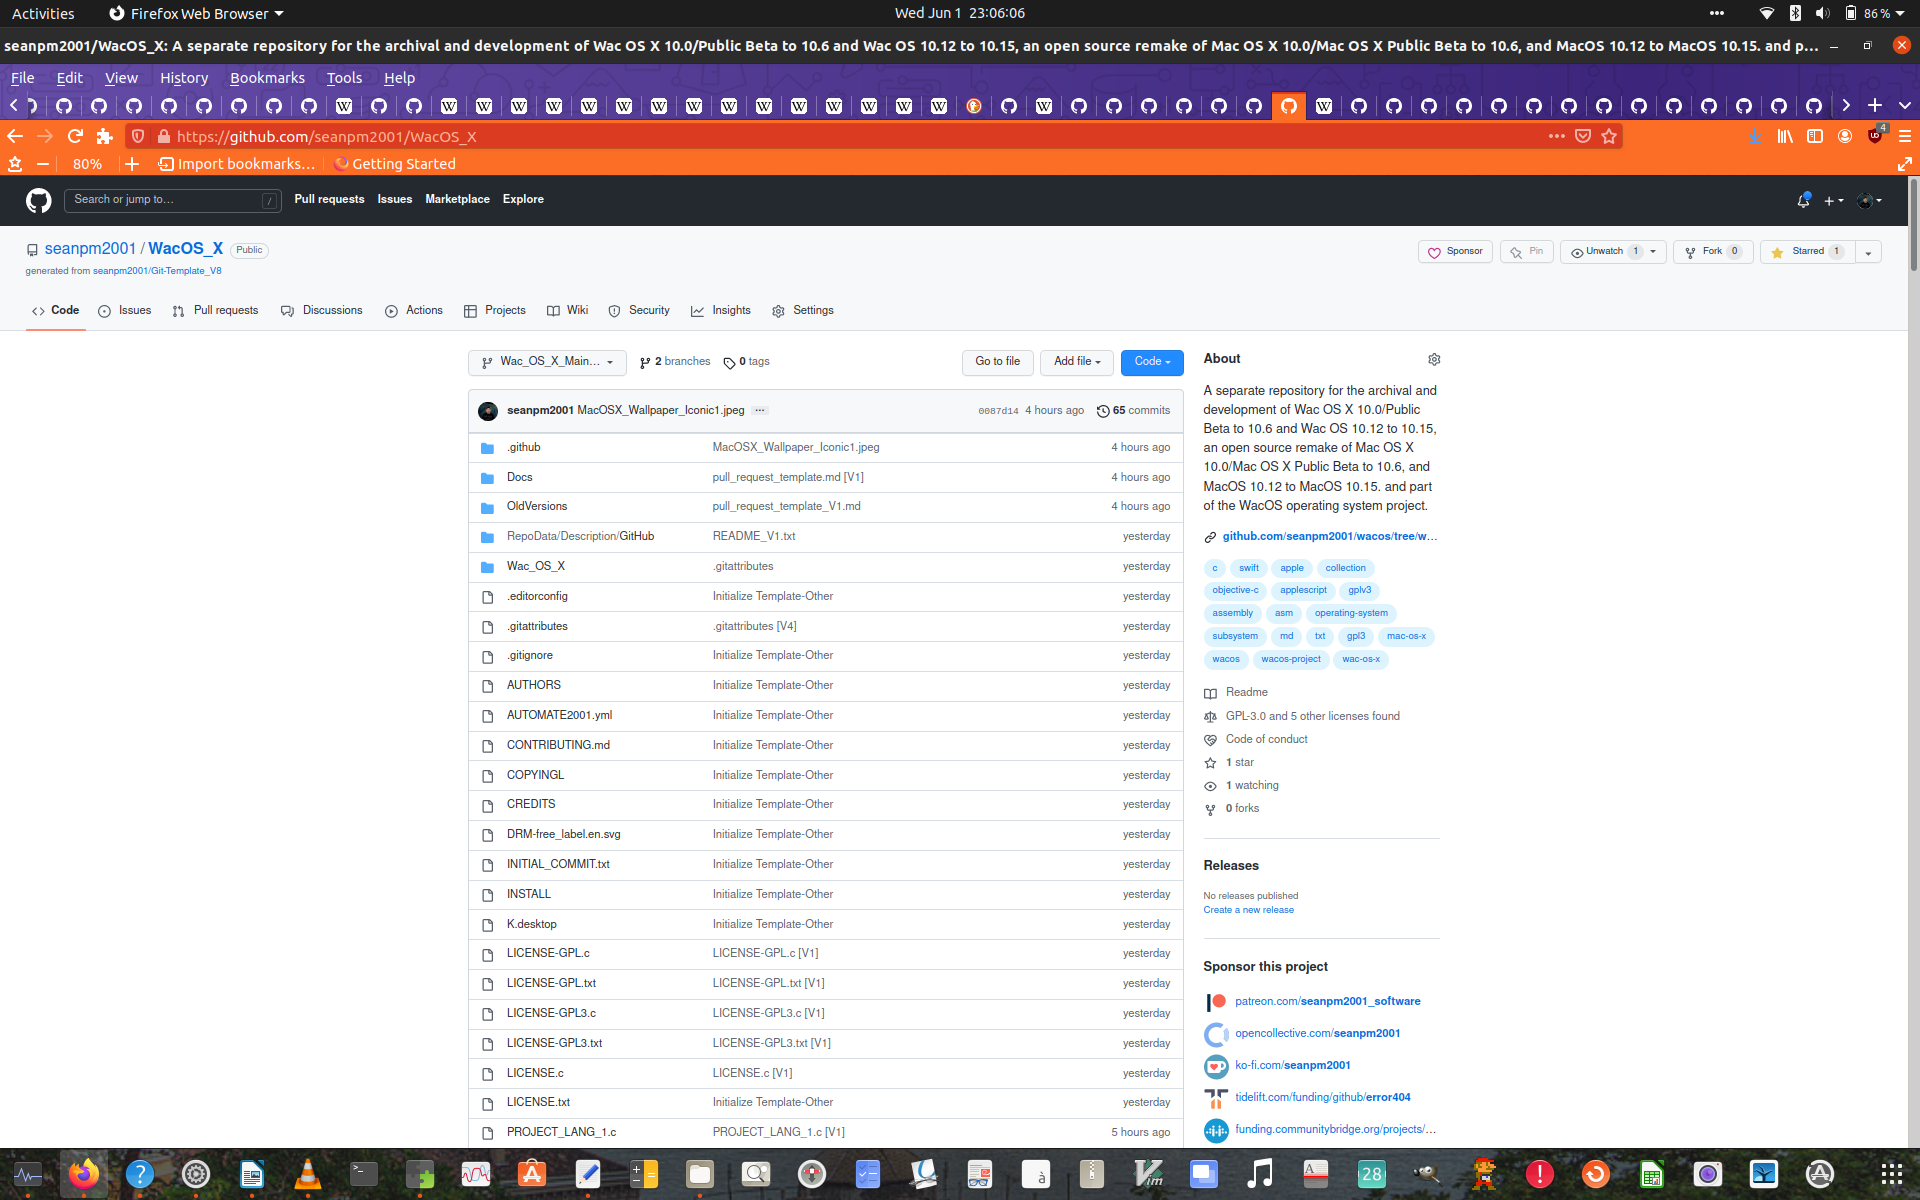 Activities
Firefox Web Browser
Wed Jun 1 23:06:06
86 %
seanpm2001/WacOS_X: A separate repository for the archival and development of Wac OS X 10.0/Public Beta to 10.6 and Wac OS 10.12 to 10.15, an open source remake of Mac OS X 10.0/Mac OS X Public Beta to 10.6, and MacOS 10.12 to MacOS 10.15. and p…
File Edit View History Bookmarks Tools Help
https://github.com/seanpm2001/WacOS_X
4
80%
Import bookmarks…
Getting Started
Search or jump to…
/
Pull requests Issues Marketplace Explore
seanpm2001 / WacOS_X Public
generated from seanpm2001/Git-Template_V8
Sponsor
Pin
Unwatch 1
Fork 0
Starred 1
Code
Issues
Pull requests
Discussions
Actions
Projects
Wiki
Security
Insights
Settings
Wac_OS_X_Main…
2 branches
0 tags
Go to file
Add file
Code
seanpm2001 MacOSX_Wallpaper_Iconic1.jpeg ...
0087d14 4 hours ago 65 commits
.github MacOSX_Wallpaper_Iconic1.jpeg 4 hours ago
Docs pull_request_template.md [V1] 4 hours ago
OldVersions pull_request_template_V1.md 4 hours ago
RepoData/Description/GitHub README_V1.txt yesterday
Wac_OS_X .gitattributes yesterday
.editorconfig Initialize Template-Other yesterday
.gitattributes .gitattributes [V4] yesterday
.gitignore Initialize Template-Other yesterday
AUTHORS Initialize Template-Other yesterday
AUTOMATE2001.yml Initialize Template-Other yesterday
CONTRIBUTING.md Initialize Template-Other yesterday
COPYINGL Initialize Template-Other yesterday
CREDITS Initialize Template-Other yesterday
DRM-free_label.en.svg Initialize Template-Other yesterday
INITIAL_COMMIT.txt Initialize Template-Other yesterday
INSTALL Initialize Template-Other yesterday
K.desktop Initialize Template-Other yesterday
LICENSE-GPL.c LICENSE-GPL.c [V1] yesterday
LICENSE-GPL.txt LICENSE-GPL.txt [V1] yesterday
LICENSE-GPL3.c LICENSE-GPL3.c [V1] yesterday
LICENSE-GPL3.txt LICENSE-GPL3.txt [V1] yesterday
LICENSE.c LICENSE.c [V1] yesterday
LICENSE.txt Initialize Template-Other yesterday
PROJECT_LANG_1.c PROJECT_LANG_1.c [V1] 5 hours ago
About
A separate repository for the archival and
development of Wac OS X 10.0/Public
Beta to 10.6 and Wac OS 10.12 to 10.15,
an open source remake of Mac OS X
10.0/Mac OS X Public Beta to 10.6, and
MacOS 10.12 to MacOS 10.15. and part
of the WacOS operating system project.
github.com/seanpm2001/wacos/tree/w…
c swift apple collection
objective-c applescript gplv3
assembly asm operating-system
subsystem md txt gpl3 mac-os-x
wacos wacos-project wac-os-x
Readme
GPL-3.0 and 5 other licenses found
Code of conduct
1 star
1 watching
0 forks
Releases
No releases published
Create a new release
Sponsor this project
patreon.com/seanpm2001_software
opencollective.com/seanpm2001
ko-fi.com/seanpm2001
tidelift.com/funding/github/error404
funding.communitybridge.org/projects/…
28